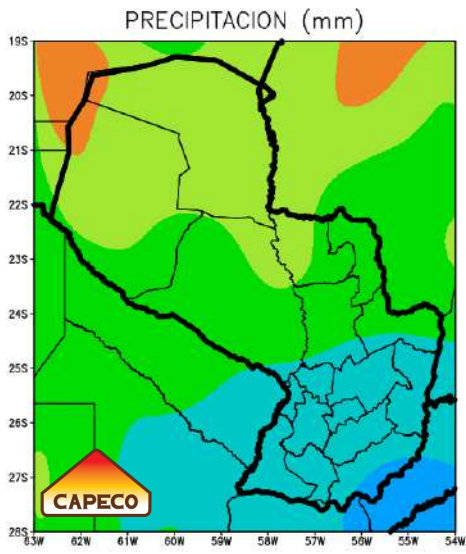 PRECIPITACION (mm)
19S
20S
21S
22S
23S
24S
25S
26S
27S
28S
CAPECO
63W 62W 61W 60W 59W 58W 57W 56W 55W 54W